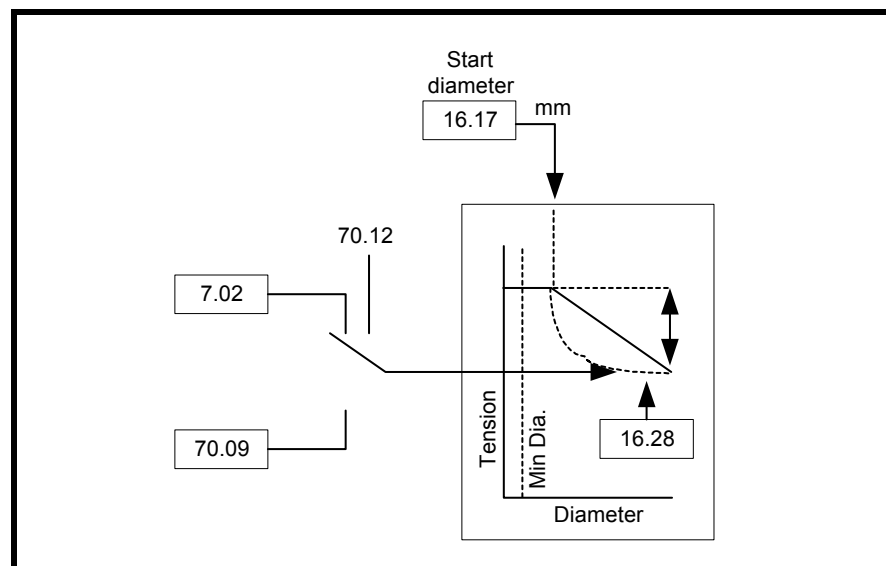 Start
diameter
16.17
mm
70.12
7.02
70.09
Tension
Min Dia.
16.28
Diameter